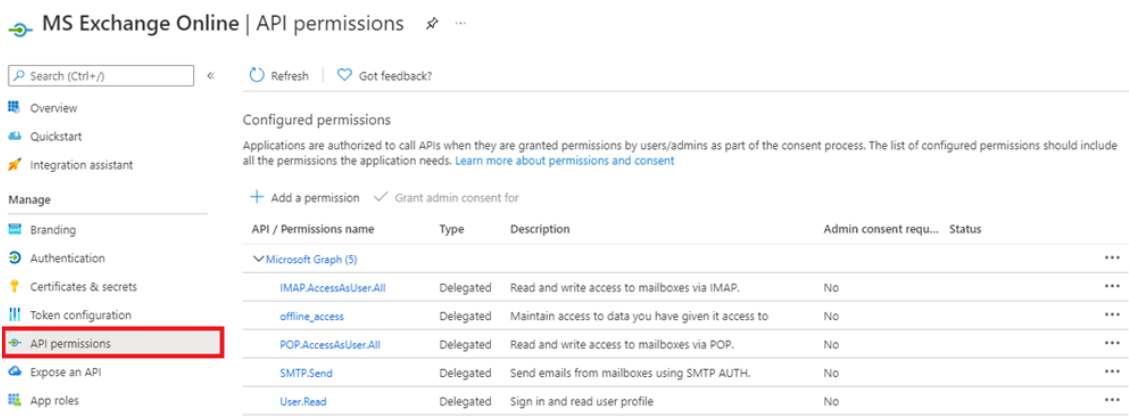 MS Exchange Online | API permissions ...
Search (Ctrl+/)
«
Refresh
Got feedback?
Overview
Quickstart
Integration assistant
Manage
Branding
Authentication
Certificates & secrets
Token configuration
API permissions
Expose an API
App roles
Configured permissions
Applications are authorized to call APIs when they are granted permissions by users/admins as part of the consent process. The list of configured permissions should include
all the permissions the application needs. Learn more about permissions and consent
Add a permission Grant admin consent for
API / Permissions name Type Description Admin consent requ... Status
Microsoft Graph (5) ...
IMAP.AccessAsUser.All Delegated Read and write access to mailboxes via IMAP. No ...
offline_access Delegated Maintain access to data you have given it access to No ...
POP.AccessAsUser.All Delegated Read and write access to mailboxes via POP. No ...
SMTP.Send Delegated Send emails from mailboxes using SMTP AUTH. No ...
User.Read Delegated Sign in and read user profile No ...